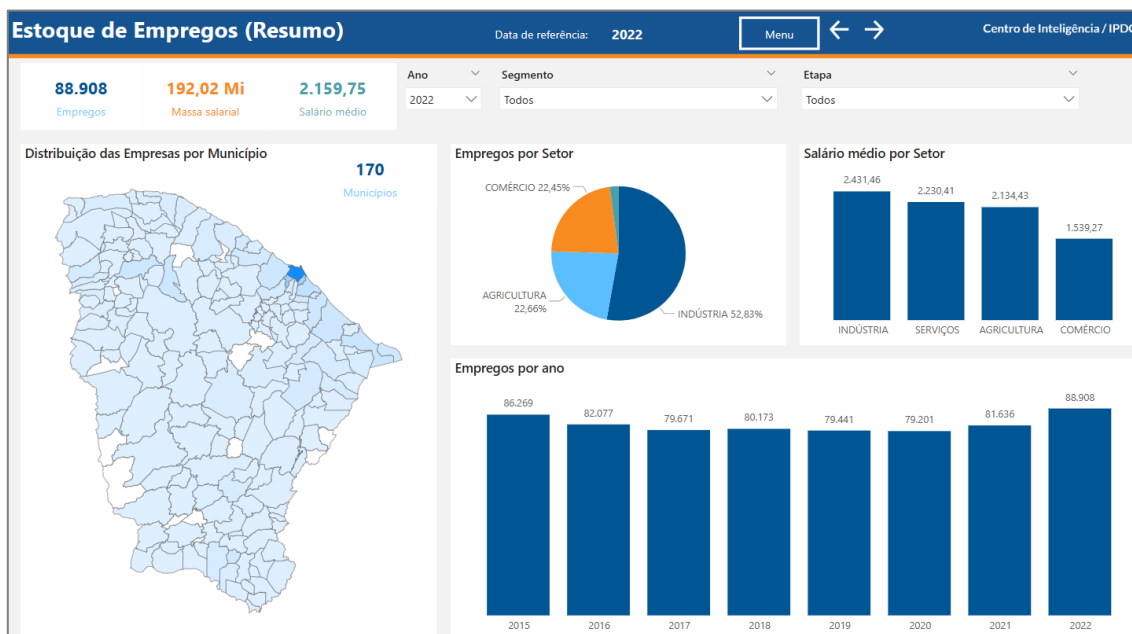 Estoque de Empregos (Resumo)
Data de referência: 2022
Menu
Centro de Inteligência / IPDC
88.908
Empregos
192,02 Mi
Massa salarial
2.159,75
Salário médio
Ano
2022
Segmento
Todos
Etapa
Todos
Distribuição das Empresas por Município
170
Municípios
Empregos por Setor
COMÉRCIO 22,45%
AGRICULTURA
22,66%
INDÚSTRIA 52,83%
Salário médio por Setor
2.431,46
2.230,41
2.134,43
1.539,27
INDÚSTRIA SERVIÇOS AGRICULTURA COMÉRCIO
Empregos por ano
86.269
82.077
79.671
80.173
79.441
79.201
81.636
88.908
2015 2016 2017 2018 2019 2020 2021 2022